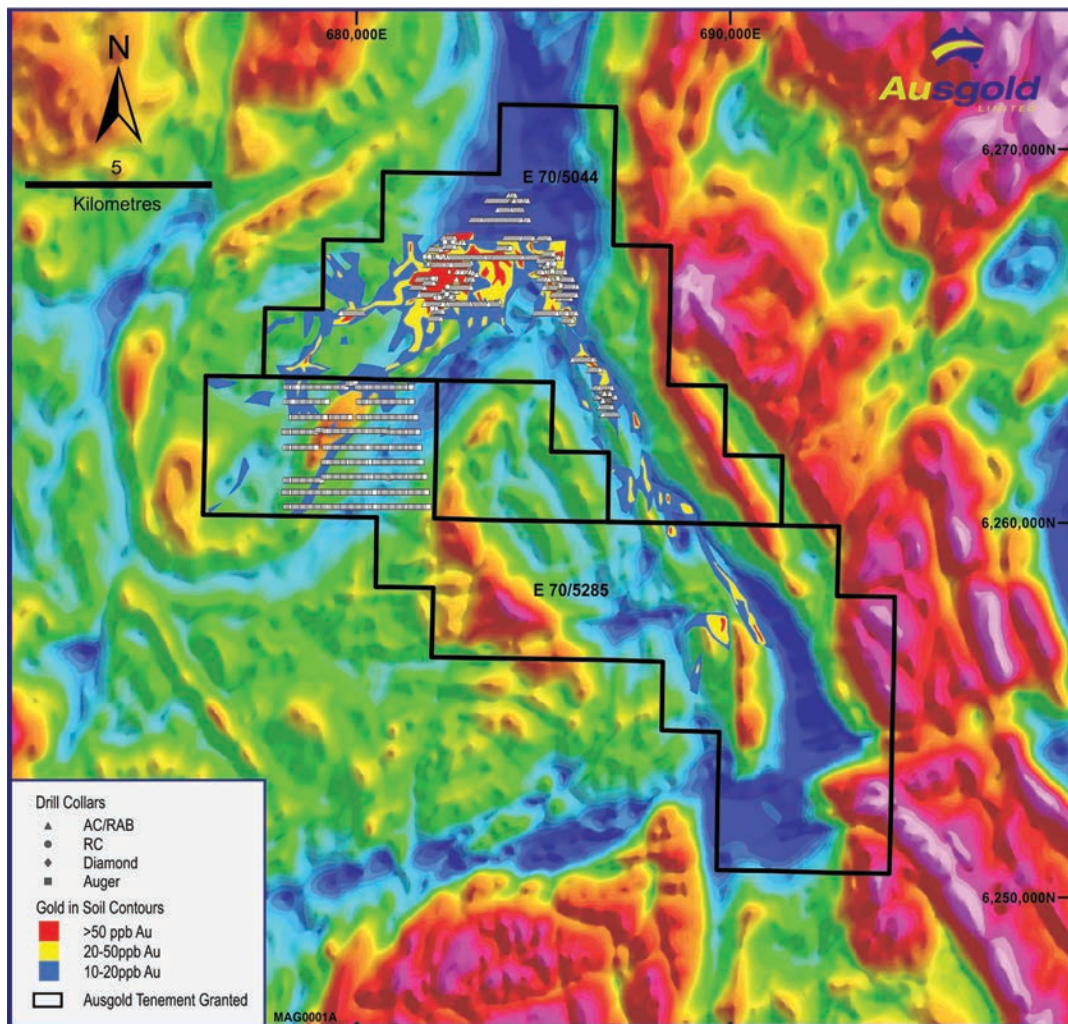 680,000E
690,000E
N
Ausgold
LIMITED
5
Kilometres
6,270,000N
E 70/5044
6,260,000N
E 70/5285
6,250,000N
Drill Collars
AC/RAB
RC
Diamond
Auger
Gold in Soil Contours
>50 ppb Au
20-50ppb Au
10-20ppb Au
Ausgold Tenement Granted
MAG0001A